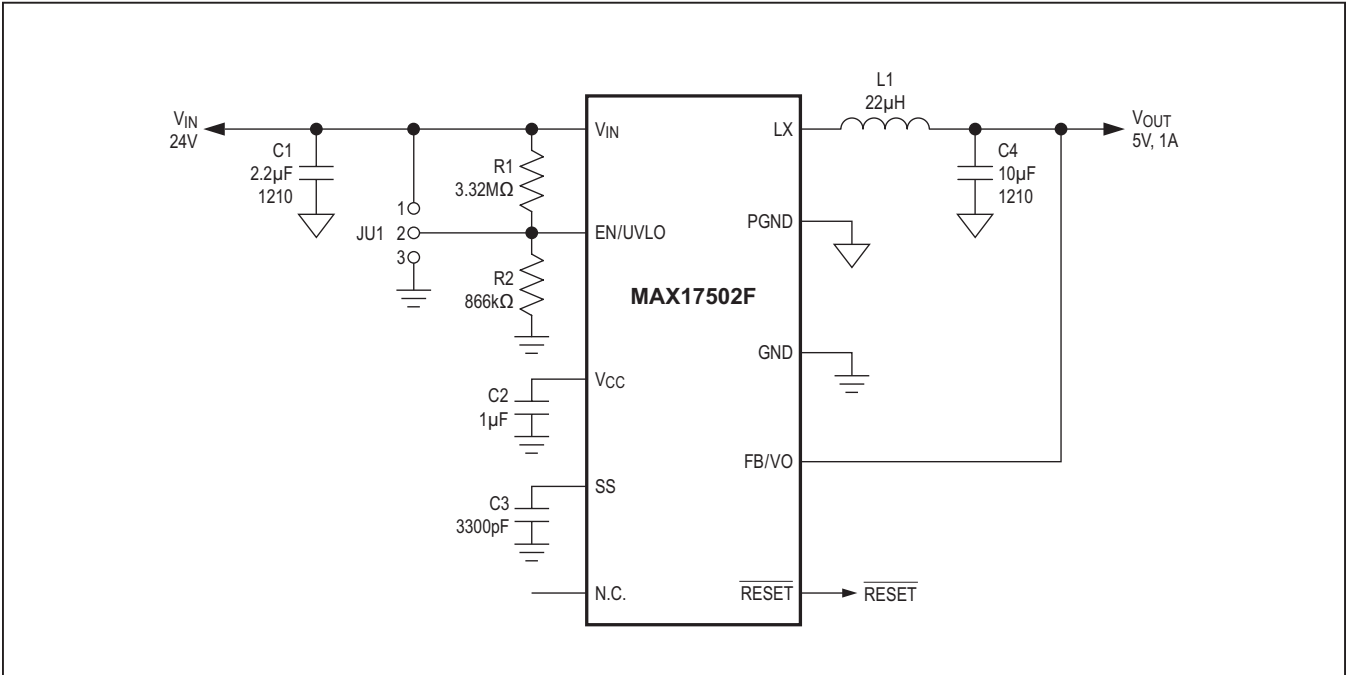 VIN
24V
C1
2.2µF
1210
1
JU1 2
3
R1
3.32MΩ
R2
866kΩ
C2
1µF
C3
3300pF
VIN
EN/UVLO
VCC
SS
N.C.
MAX17502F
LX
PGND
GND
FB/VO
RESET
RESET
L1
22µH
C4
10µF
1210
VOUT
5V, 1A